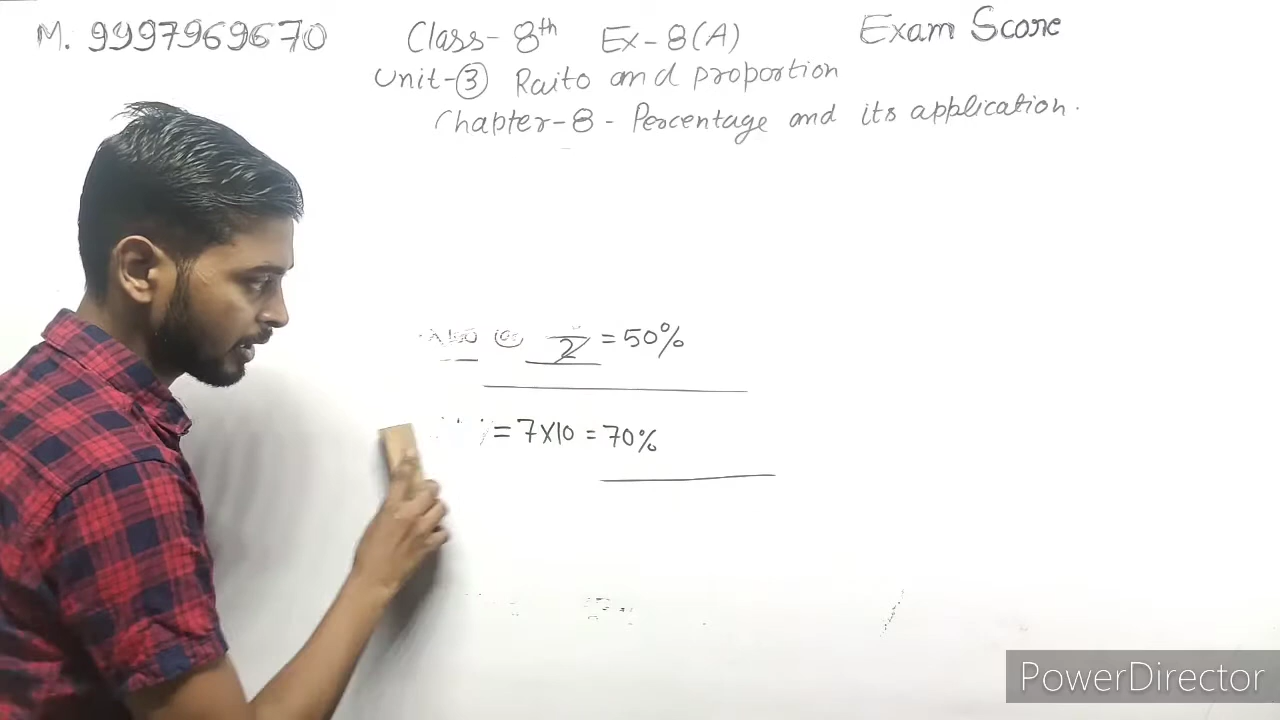 M. 9997969670 Class-8th Ex-8(A) Exam Score
Unit-③ Raito and proportion
Chapter-8 - Percentage and its application.
2 = 50%
= 7X10 = 70%
PowerDirector